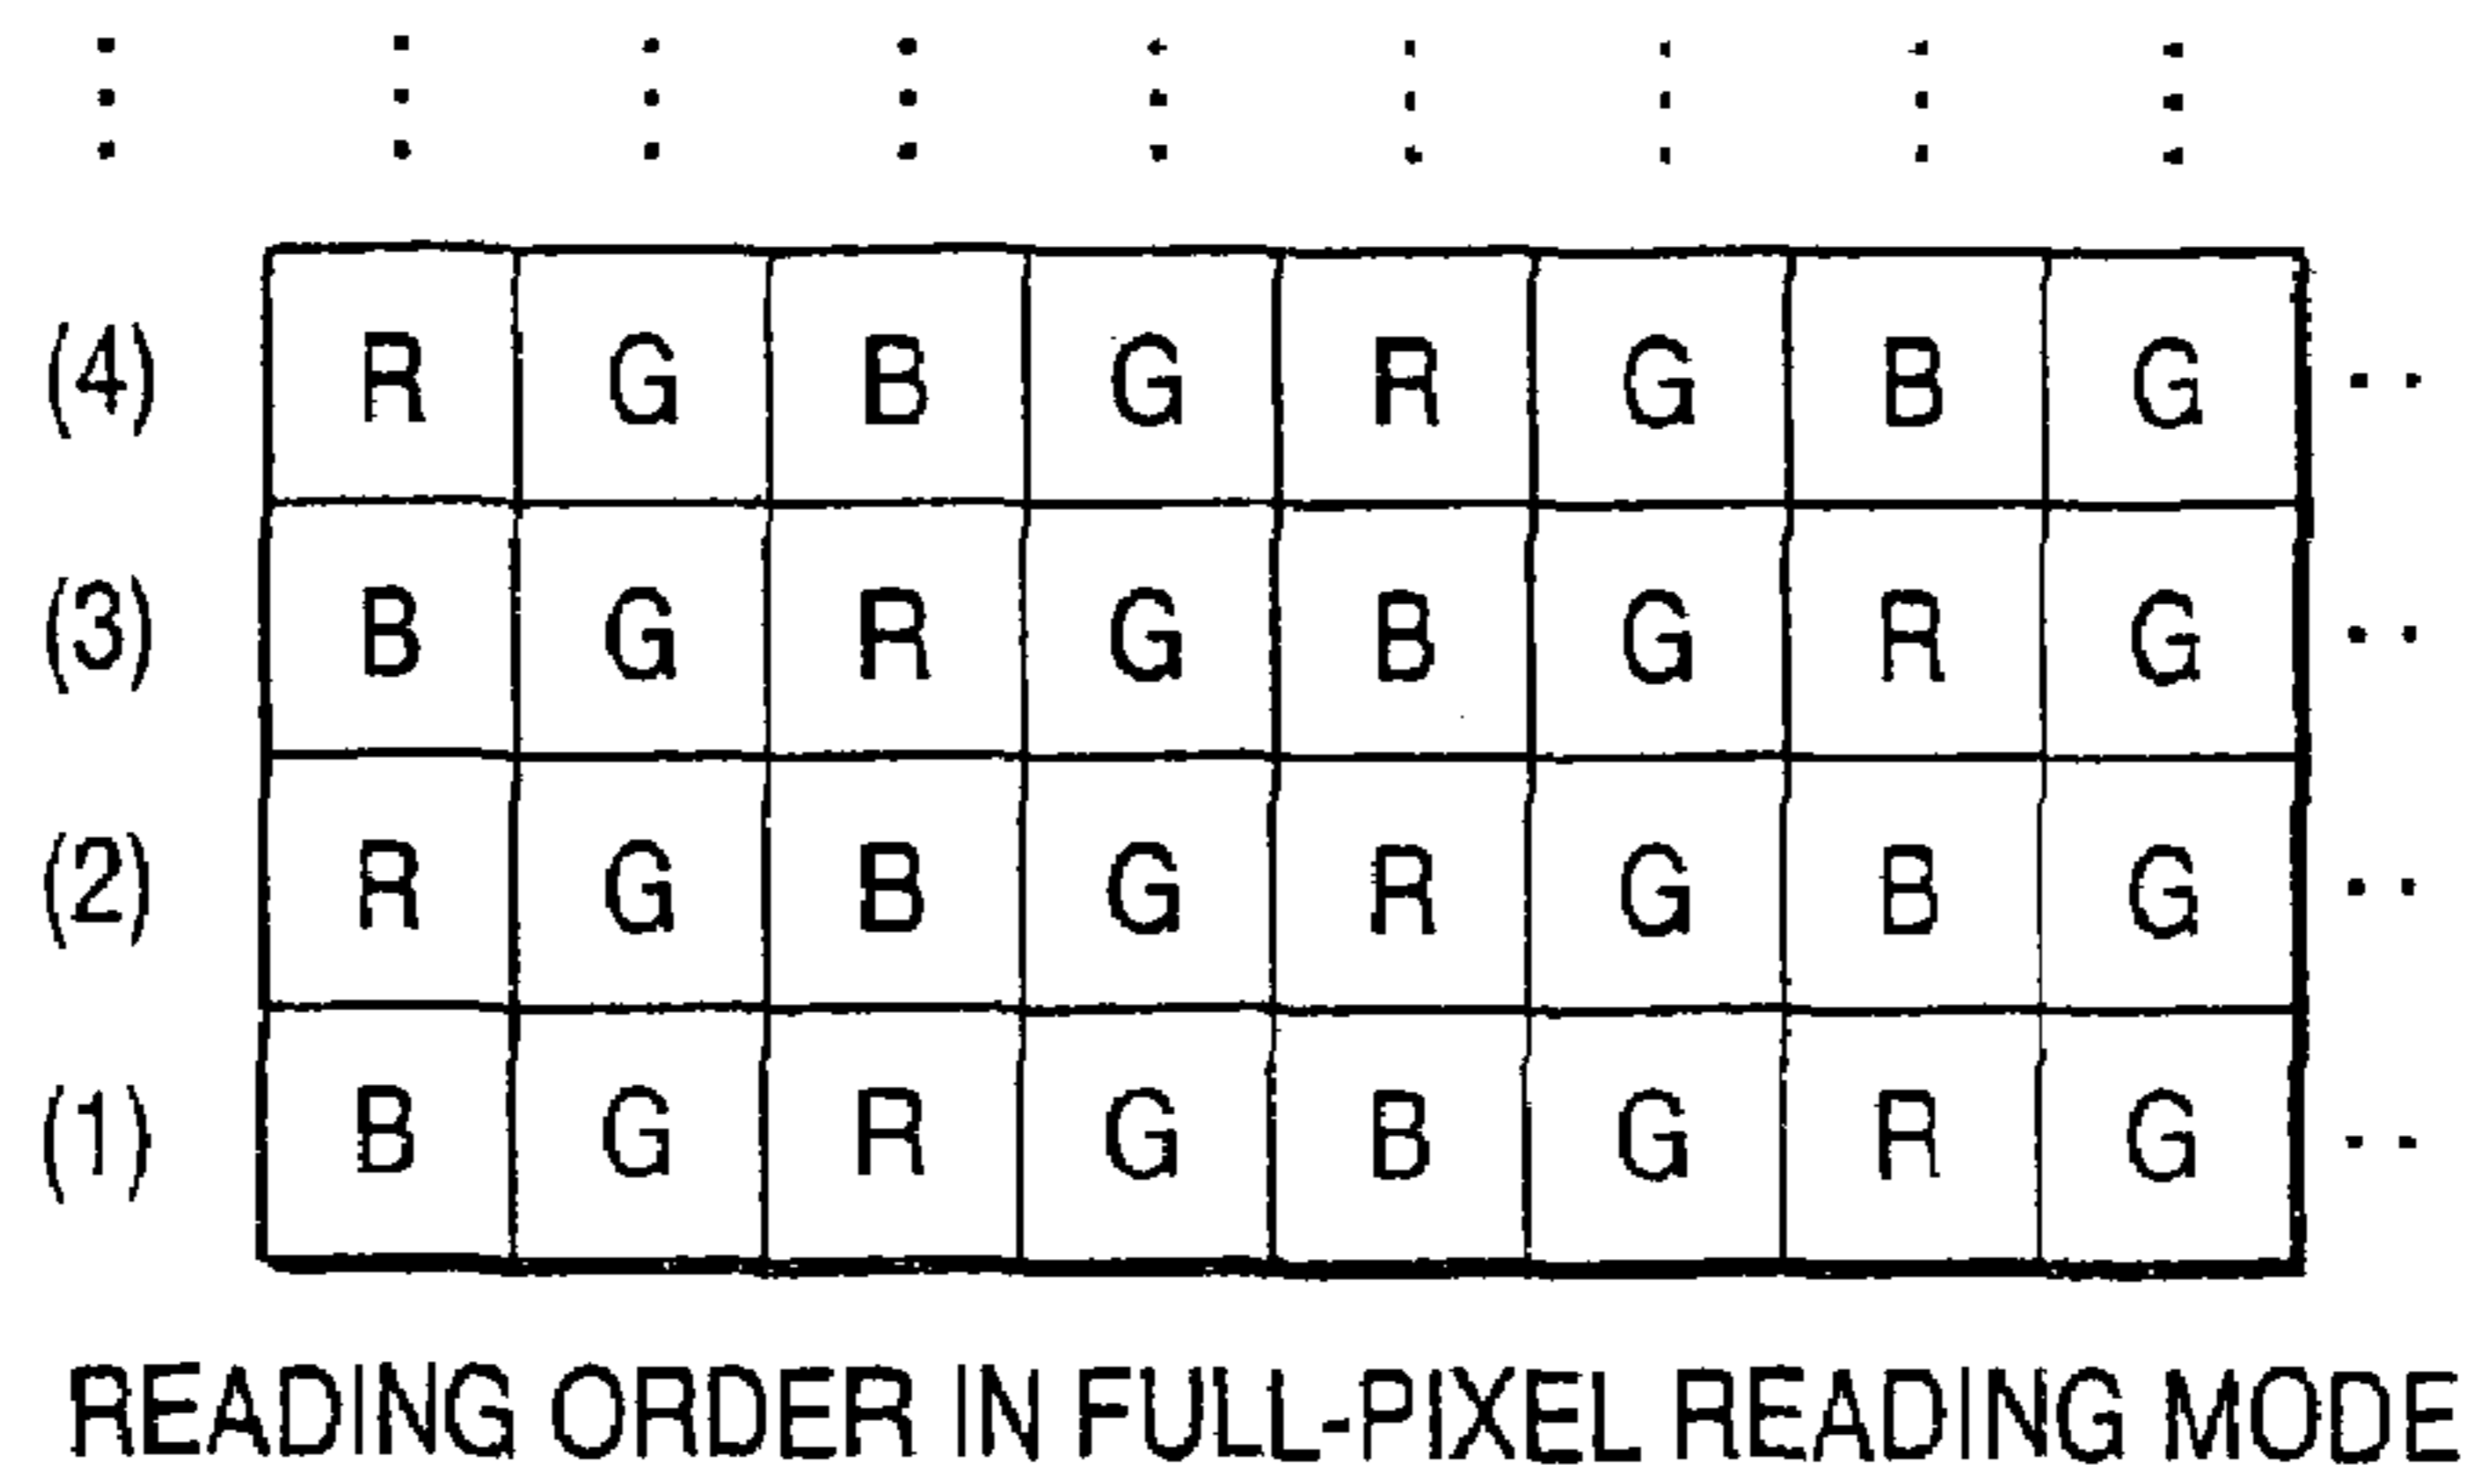 (4) R G B G R G B G ··
(3) B G R G B G R G ··
(2) R G B G R G B G ··
(1) B G R G B G R G ··
READING ORDER IN FULL-PIXEL READING MODE